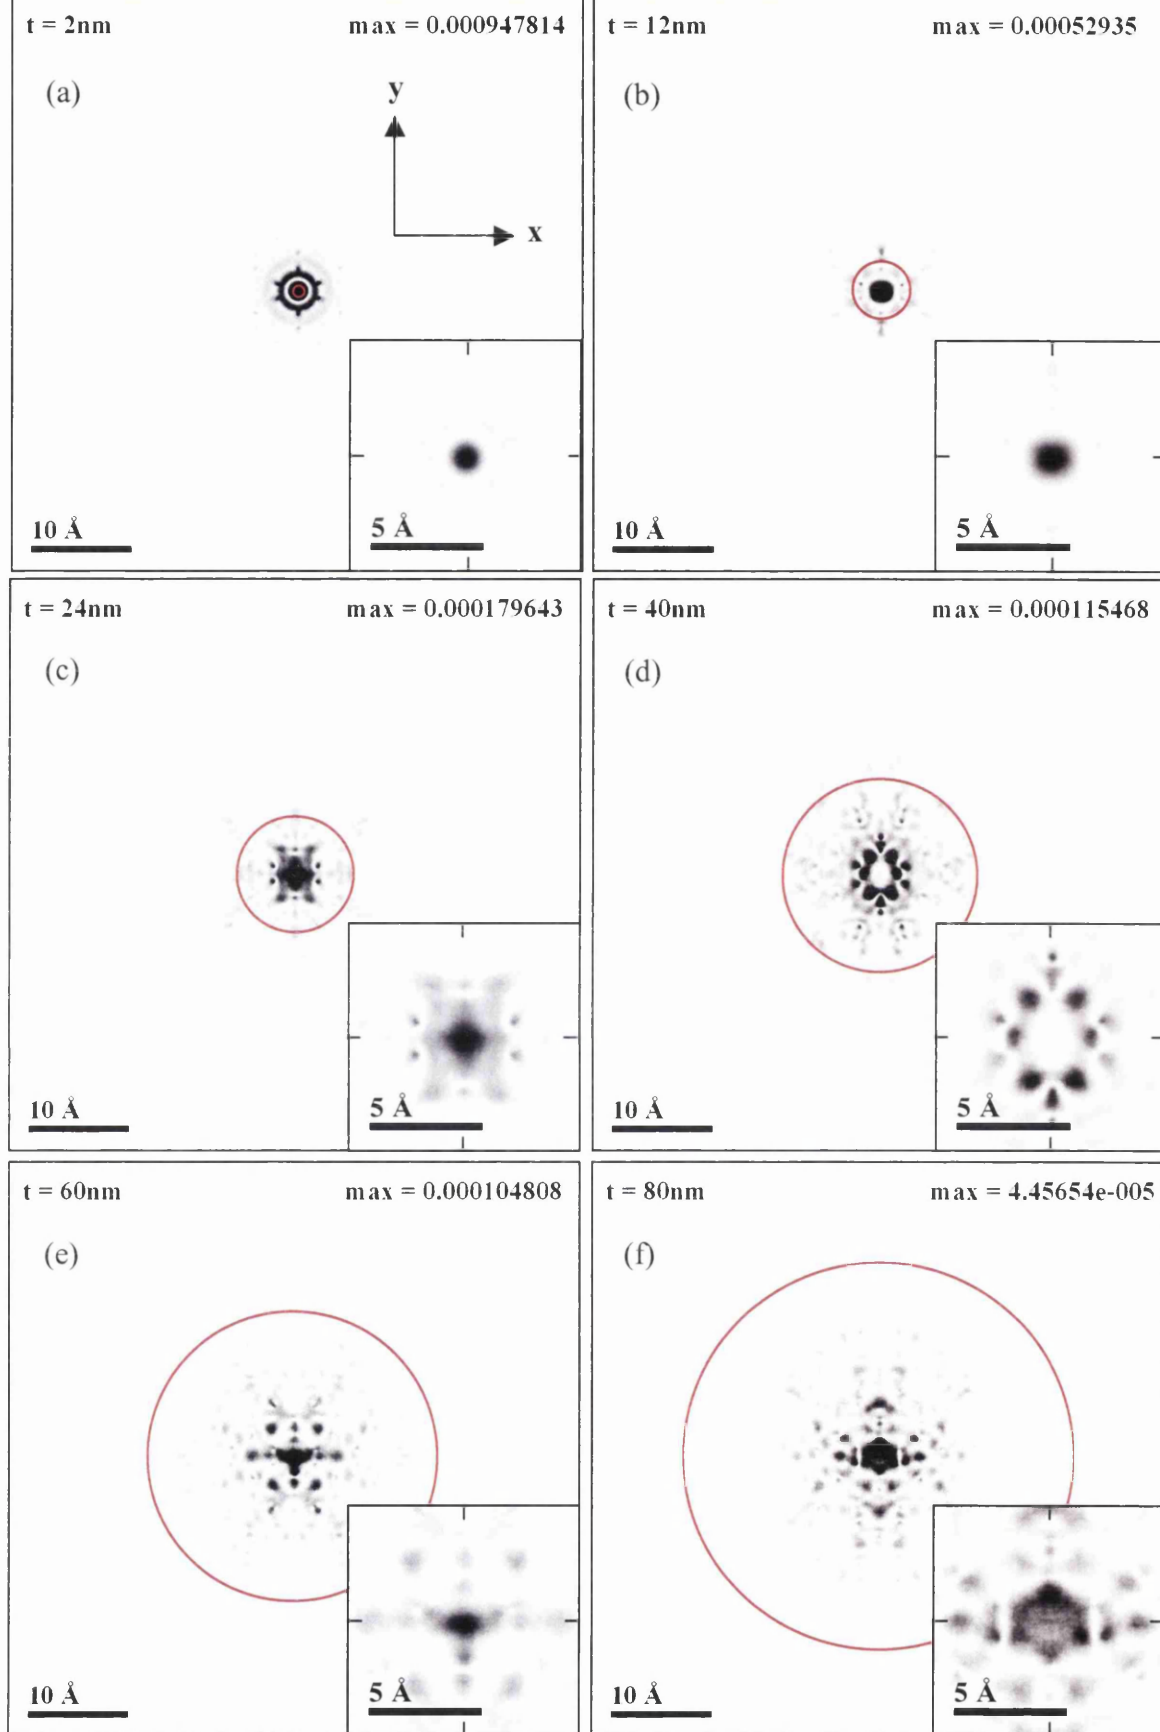 t = 2nm max = 0.000947814
(a)
y
x
10 Å
5 Å
t = 12nm max = 0.00052935
(b)
10 Å
5 Å
t = 24nm max = 0.000179643
(c)
10 Å
5 Å
t = 40nm max = 0.000115468
(d)
10 Å
5 Å
t = 60nm max = 0.000104808
(e)
10 Å
5 Å
t = 80nm max = 4.45654e-005
(f)
10 Å
5 Å